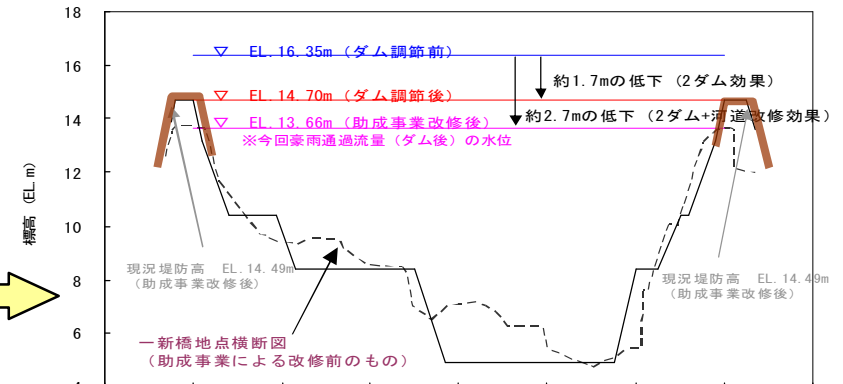 18
16
14
12
10
8
6
4
標高 (EL.m)
▽ EL.16.35m (ダム調節前)
約1.7mの低下 (2ダム効果)
▽ EL.14.70m (ダム調節後)
▽ EL.13.66m (助成事業改修後)
約2.7mの低下 (2ダム+河道改修効果)
※今回豪雨通過流量 (ダム後) の水位
現況堤防高 EL.14.49m
(助成事業改修後)
現況堤防高 EL.14.49m
(助成事業改修後)
一新橋地点横断図
(助成事業による改修前のもの)